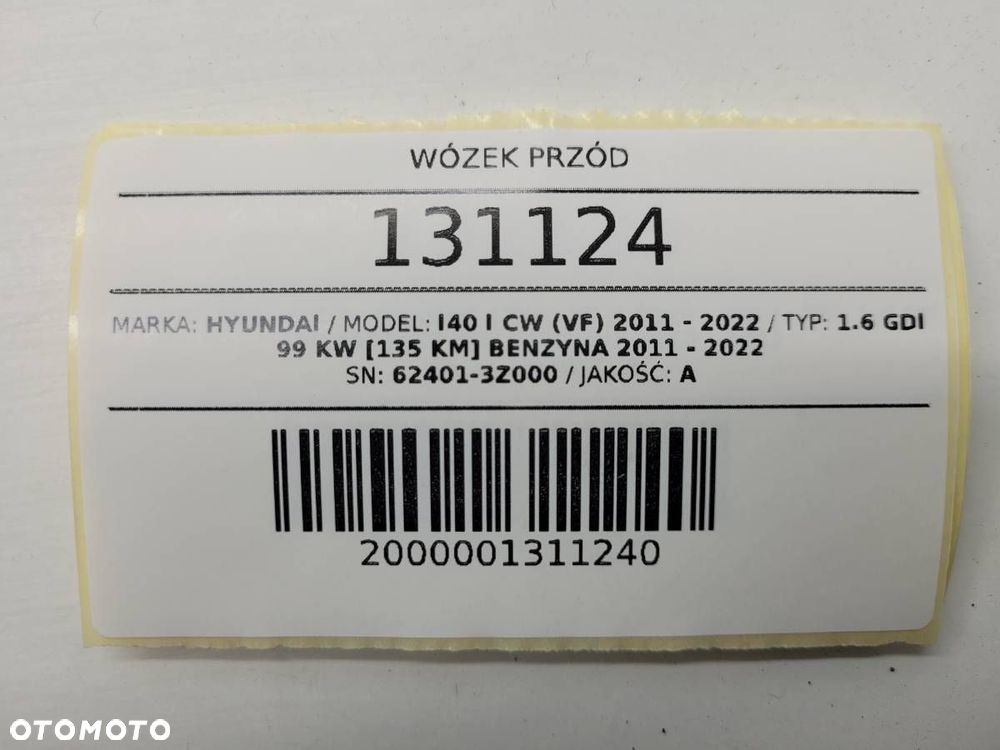 WÓZEK PRZÓD
131124
MARKA: HYUNDAI / MODEL: I40 I CW (VF) 2011 - 2022 / TYP: 1.6 GDI
99 KW [135 KM] BENZYNA 2011 - 2022
SN: 62401-3Z000 / JAKOŚĆ: A
2000001311240
OTOMOTO